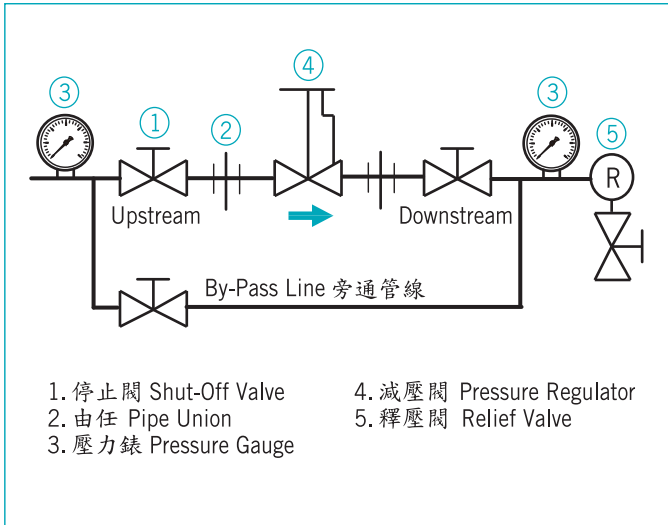 ③ ④ ③
① ② ⑤
R
Upstream Downstream
By-Pass Line 旁通管線
1. 停止閥 Shut-Off Valve
2. 由任 Pipe Union
3. 壓力錶 Pressure Gauge
4. 減壓閥 Pressure Regulator
5. 釋壓閥 Relief Valve